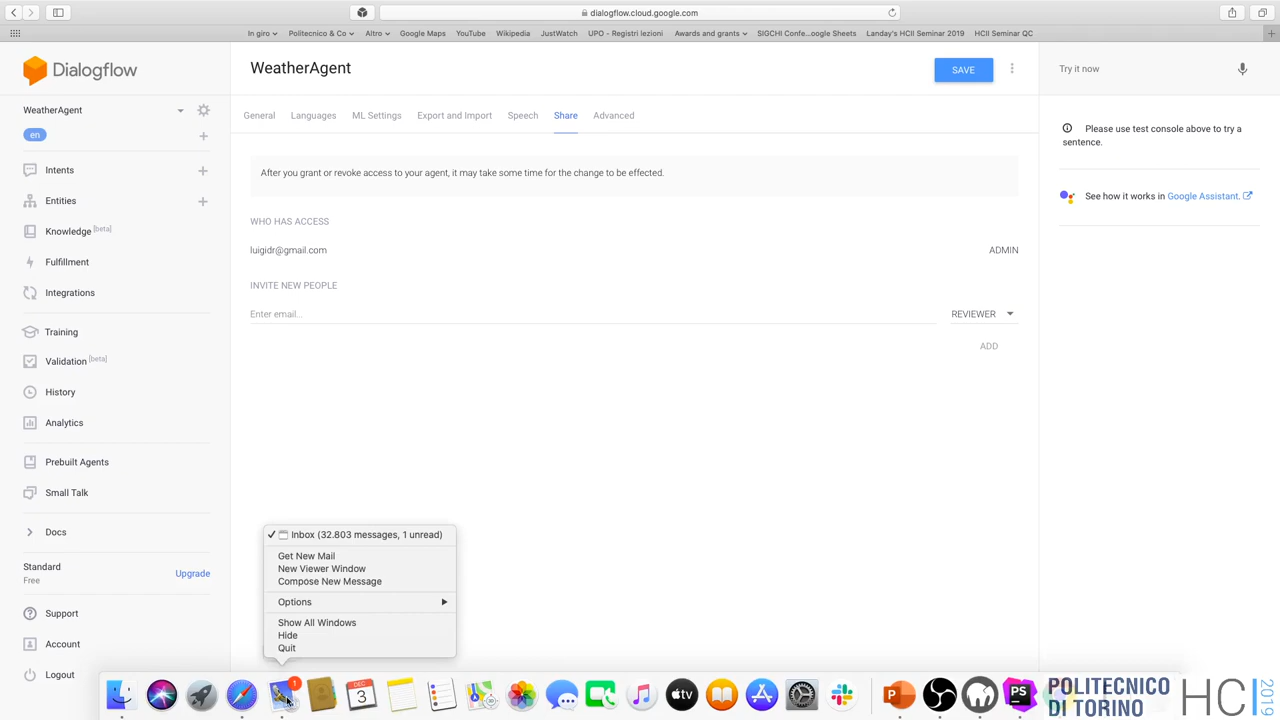 dialogflow.cloud.google.com
In giro Politecnico & Co Altro Google Maps YouTube Wikipedia JustWatch UPO - Registri lezioni Awards and grants SIGCHI Confe...oogle Sheets Landay's HCII Seminar 2019 HCII Seminar QC
Dialogflow
WeatherAgent
SAVE
Try it now
WeatherAgent
en
General Languages ML Settings Export and Import Speech Share Advanced
Please use test console above to try a
sentence.
Intents
Entities
Knowledge [beta]
Fulfillment
Integrations
Training
Validation [beta]
History
Analytics
Prebuilt Agents
Small Talk
Docs
Standard
Free
Upgrade
Support
Account
Logout
After you grant or revoke access to your agent, it may take some time for the change to be effected.
See how it works in Google Assistant.
WHO HAS ACCESS
luigidr@gmail.com ADMIN
INVITE NEW PEOPLE
Enter email... REVIEWER
ADD
✓ Inbox (32.803 messages, 1 unread)
Get New Mail
New Viewer Window
Compose New Message
Options
Show All Windows
Hide
Quit
1
DEC
3
tv
P
PS
POLITECNICO
DI TORINO
HCI
2019